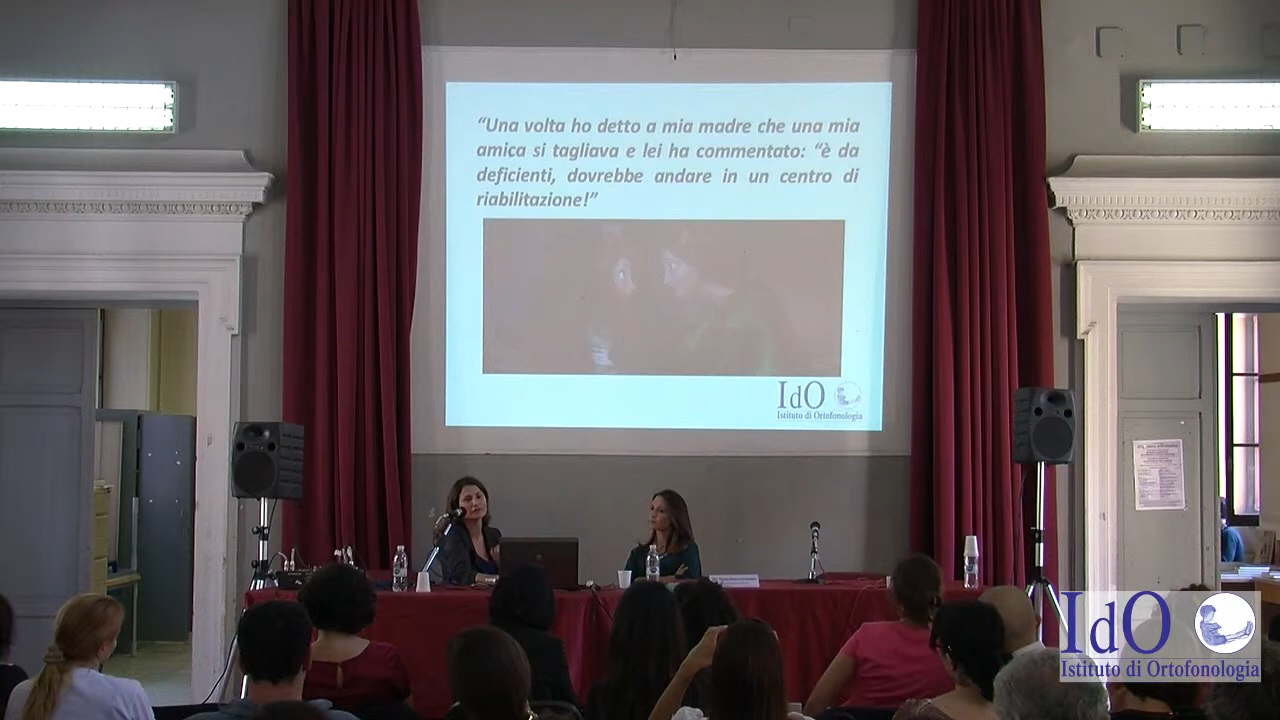 “Una volta ho detto a mia madre che una mia
amica si tagliava e lei ha commentato: “è da
deficienti, dovrebbe andare in un centro di
riabilitazione!”
IdO
Istituto di Ortofonologia
IdO
Istituto di Ortofonologia